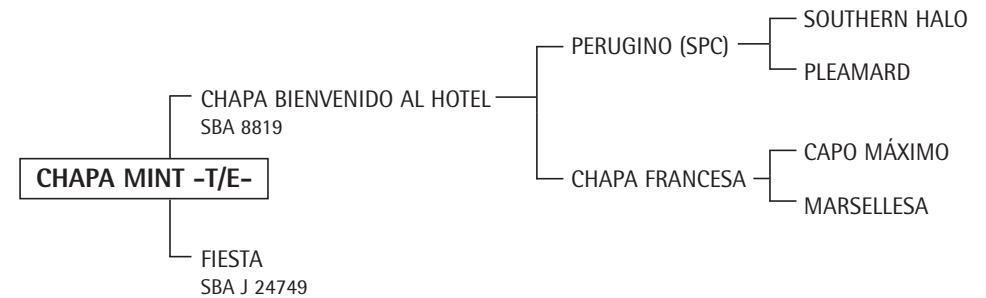 SOUTHERN HALO
PERUGINO (SPC)
PLEAMARD
CHAPA BIENVENIDO AL HOTEL
SBA 8819
CAPO MÁXIMO
CHAPA MINT -T/E-
CHAPA FRANCESA
MARSELLESA
FIESTA
SBA J 24749